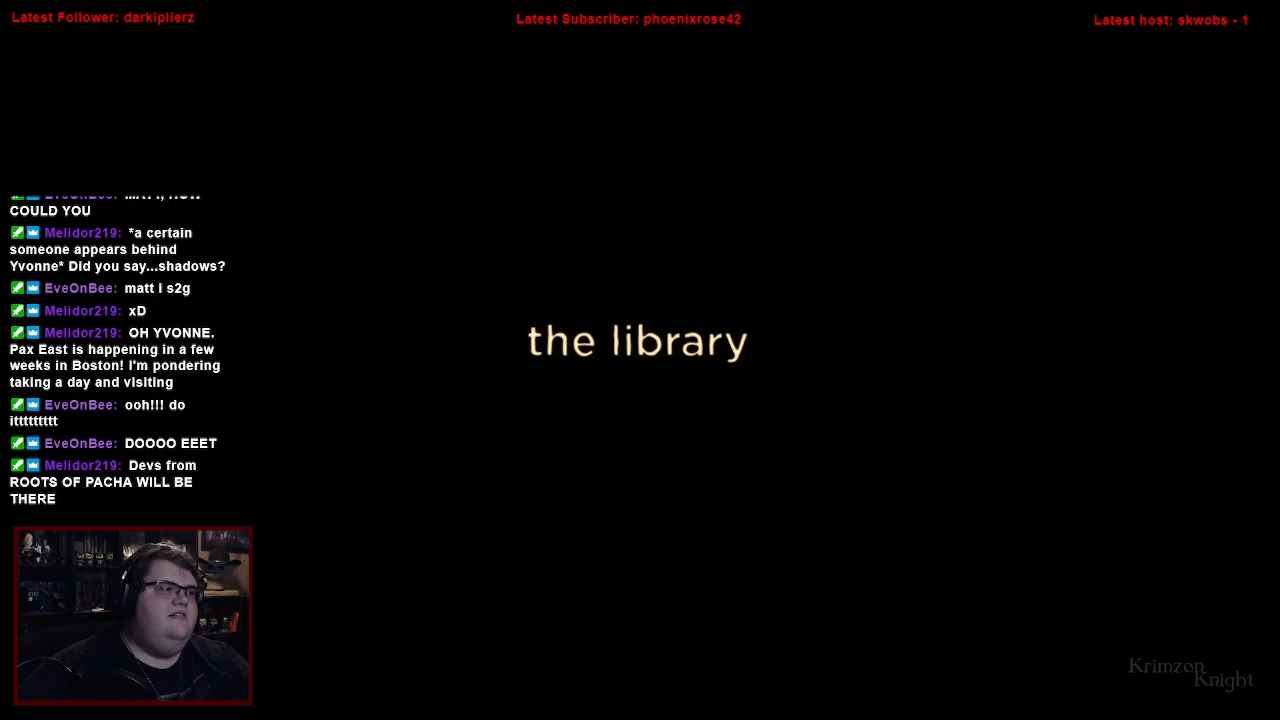 Latest Follower: darkiplierz
Latest Subscriber: phoenixrose42
Latest host: skwobs - 1
COULD YOU
Melidor219: *a certain
someone appears behind
Yvonne* Did you say...shadows?
EveOnBee: matt I s2g
Melidor219: xD
Melidor219: OH YVONNE.
Pax East is happening in a few
weeks in Boston! I'm pondering
taking a day and visiting
EveOnBee: ooh!!! do
ittttttttt
EveOnBee: DOOOO EEET
Melidor219: Devs from
ROOTS OF PACHA WILL BE
THERE
the library
Krimzon
Knight